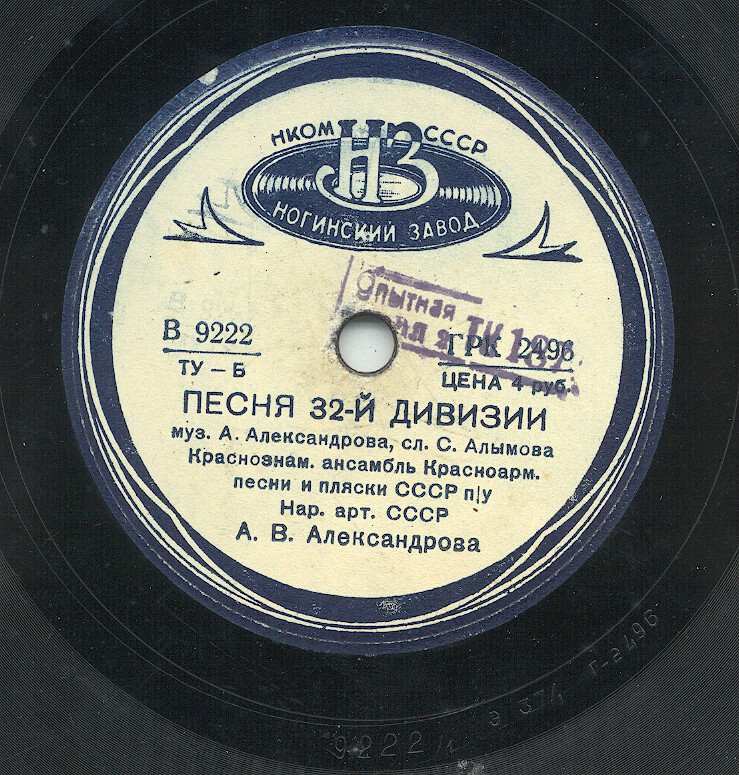 НКОМ НЗ СССР
НОГИНСКИЙ ЗАВОД
Опытная
В 9222
ГРК 2496
ТУ – Б
ЦЕНА 4 руб.
ПЕСНЯ 32-Й ДИВИЗИИ
муз. А. Александрова, сл. С. Алымова
Краснознам. ансамбль Красноарм.
песни и пляски СССР п/у
Нар. арт. СССР
А. В. Александрова
Г-2496
9222